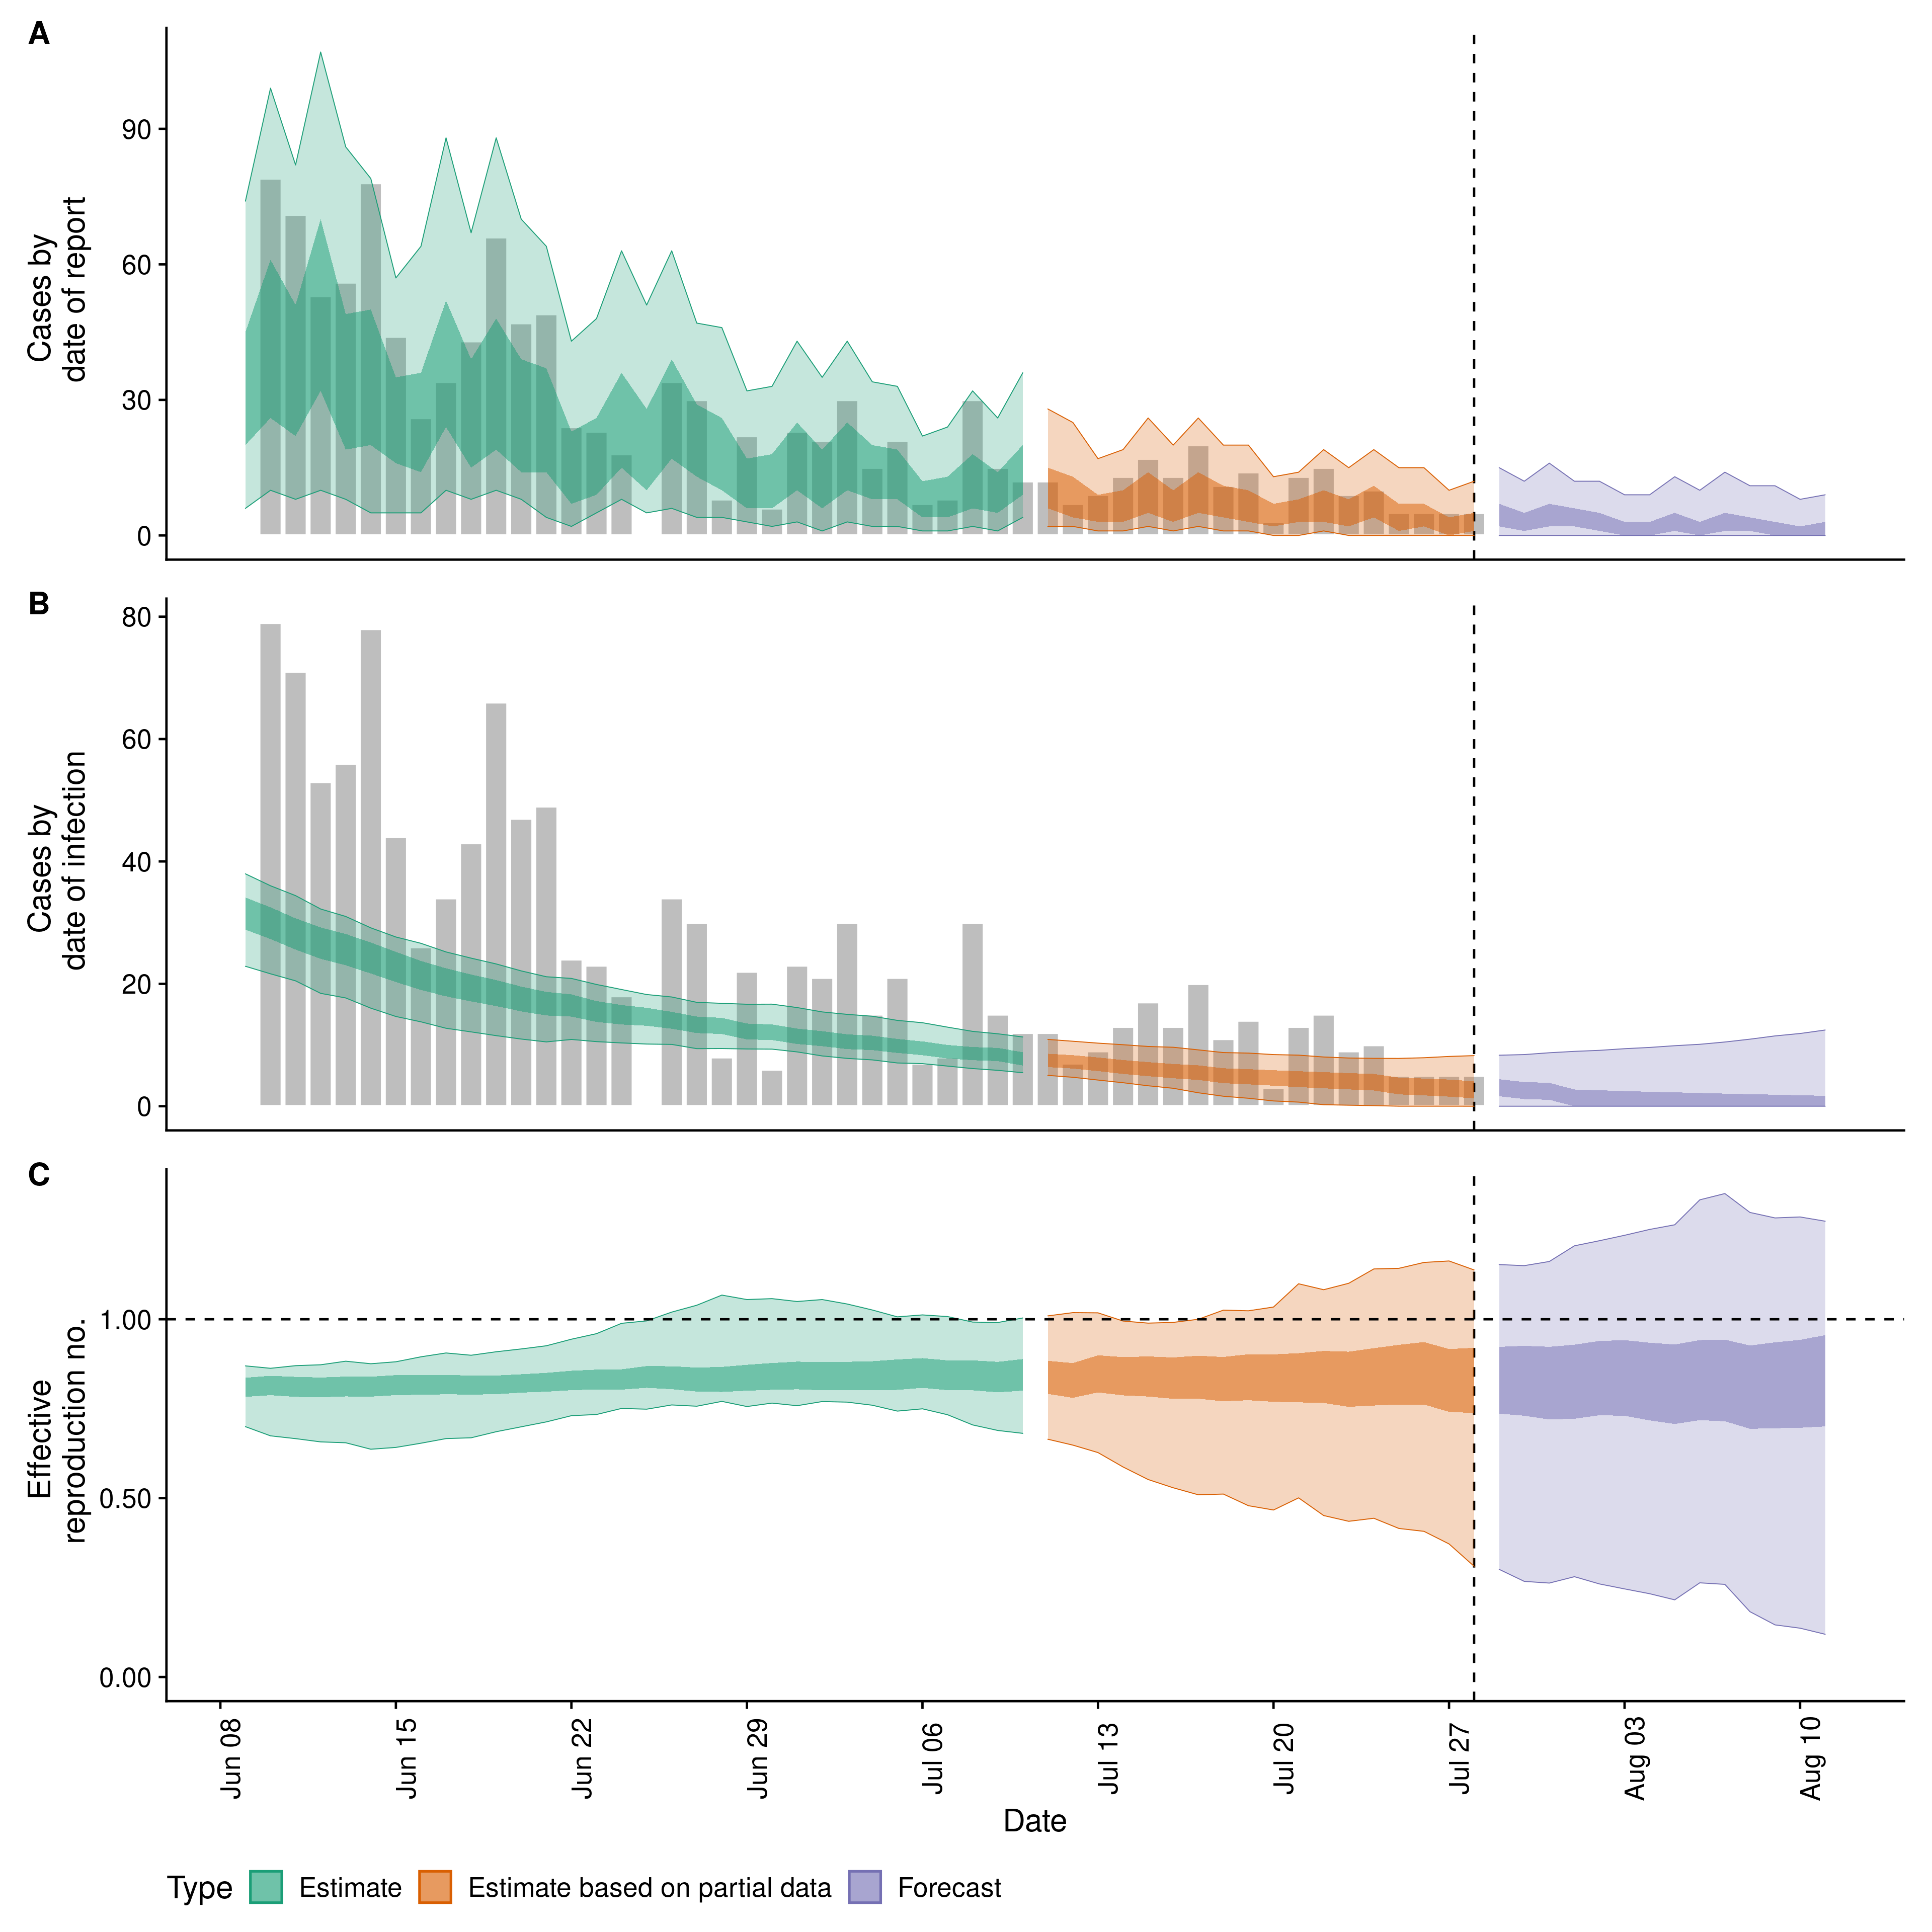 A
Cases by
date of report
90
60
30
0
B
Cases by
date of infection
80
60
40
20
0
C
Effective
reproduction no.
1.00
0.50
0.00
Jun 08
Jun 15
Jun 22
Jun 29
Jul 06
Jul 13
Jul 20
Jul 27
Aug 03
Aug 10
Date
Type Estimate Estimate based on partial data Forecast